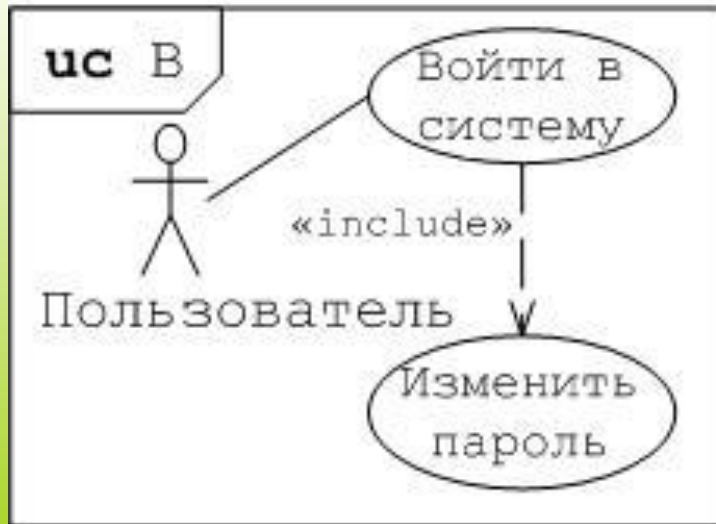 uc В
Войти в
систему
«include»
Пользователь
Изменить
пароль